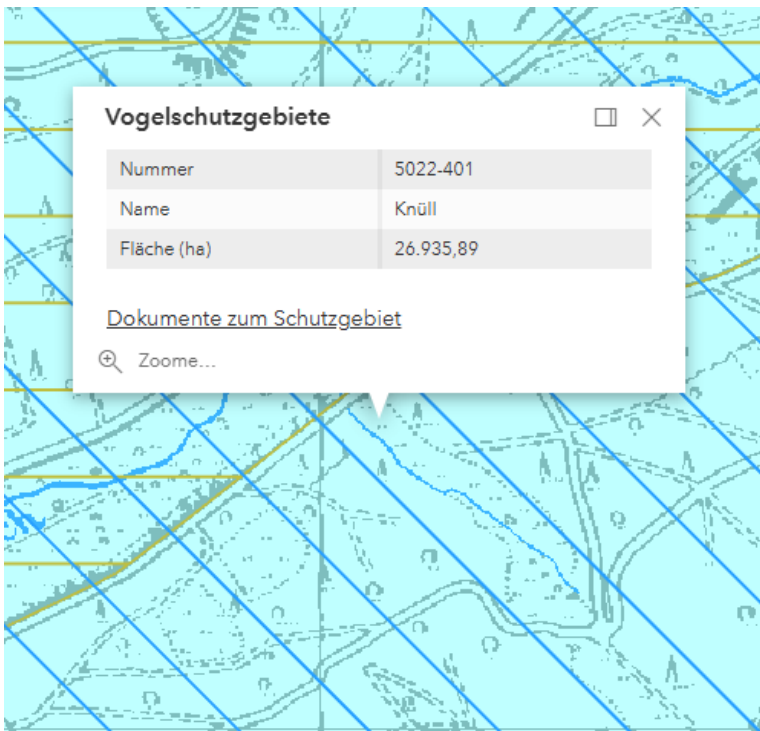 Vogelschutzgebiete
Nummer 5022-401
Name Knüll
Fläche (ha) 26.935,89
Dokumente zum Schutzgebiet
Zoome...